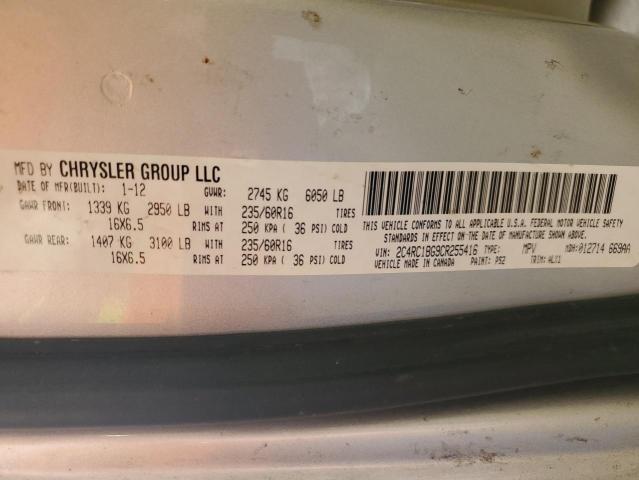 MFD BY CHRYSLER GROUP LLC
DATE OF MFR(BUILT): 1-12 GVWR: 2745 KG 6050 LB
GAWR FRONT: 1339 KG 2950 LB WITH 235/60R16 TIRES
16X6.5 RIMS AT 250 KPA ( 36 PSI) COLD
GAWR REAR: 1407 KG 3100 LB WITH 235/60R16 TIRES
16X6.5 RIMS AT 250 KPA ( 36 PSI) COLD
THIS VEHICLE CONFORMS TO ALL APPLICABLE U.S.A. FEDERAL MOTOR VEHICLE SAFETY
STANDARDS IN EFFECT ON THE DATE OF MANUFACTURE SHOWN ABOVE.
VIN: 2C4RC1BG9CR255416 TYPE: MPV MDH: 012714 669AA
VEHICLE MADE IN CANADA PAINT: PS2 TRIM: ALX1